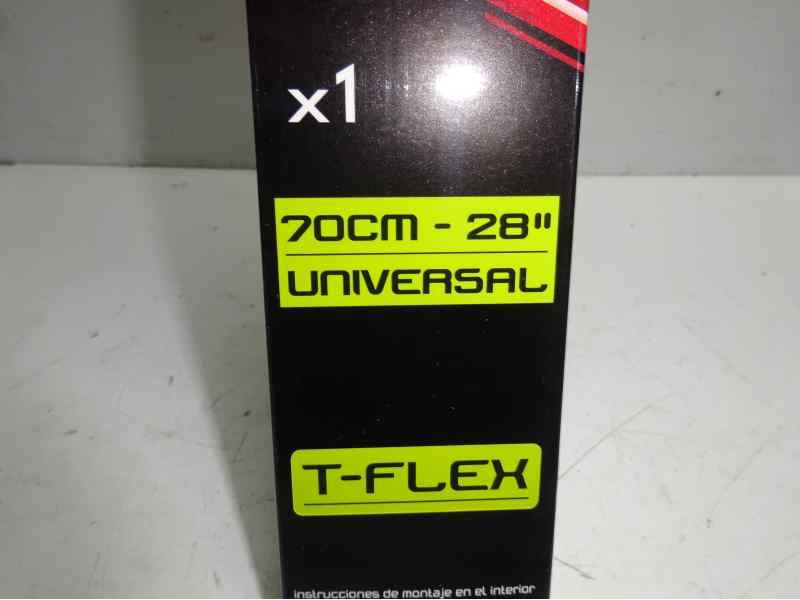 x1
70CM - 28"
UNIVERSAL
T-FLEX
instrucciones de montaje en el interior